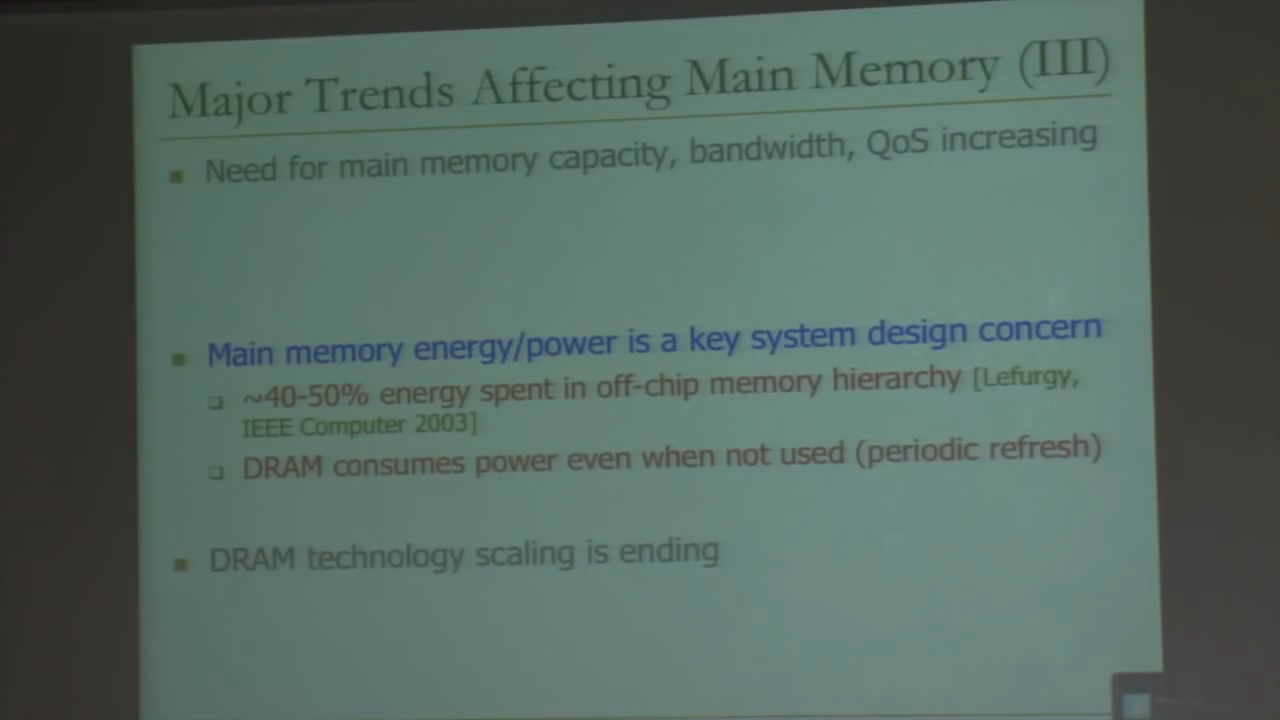 Major Trends Affecting Main Memory (III)
Need for main memory capacity, bandwidth, QoS increasing
Main memory energy/power is a key system design concern
~40-50% energy spent in off-chip memory hierarchy [Lefurgy,
IEEE Computer 2003]
DRAM consumes power even when not used (periodic refresh)
DRAM technology scaling is ending